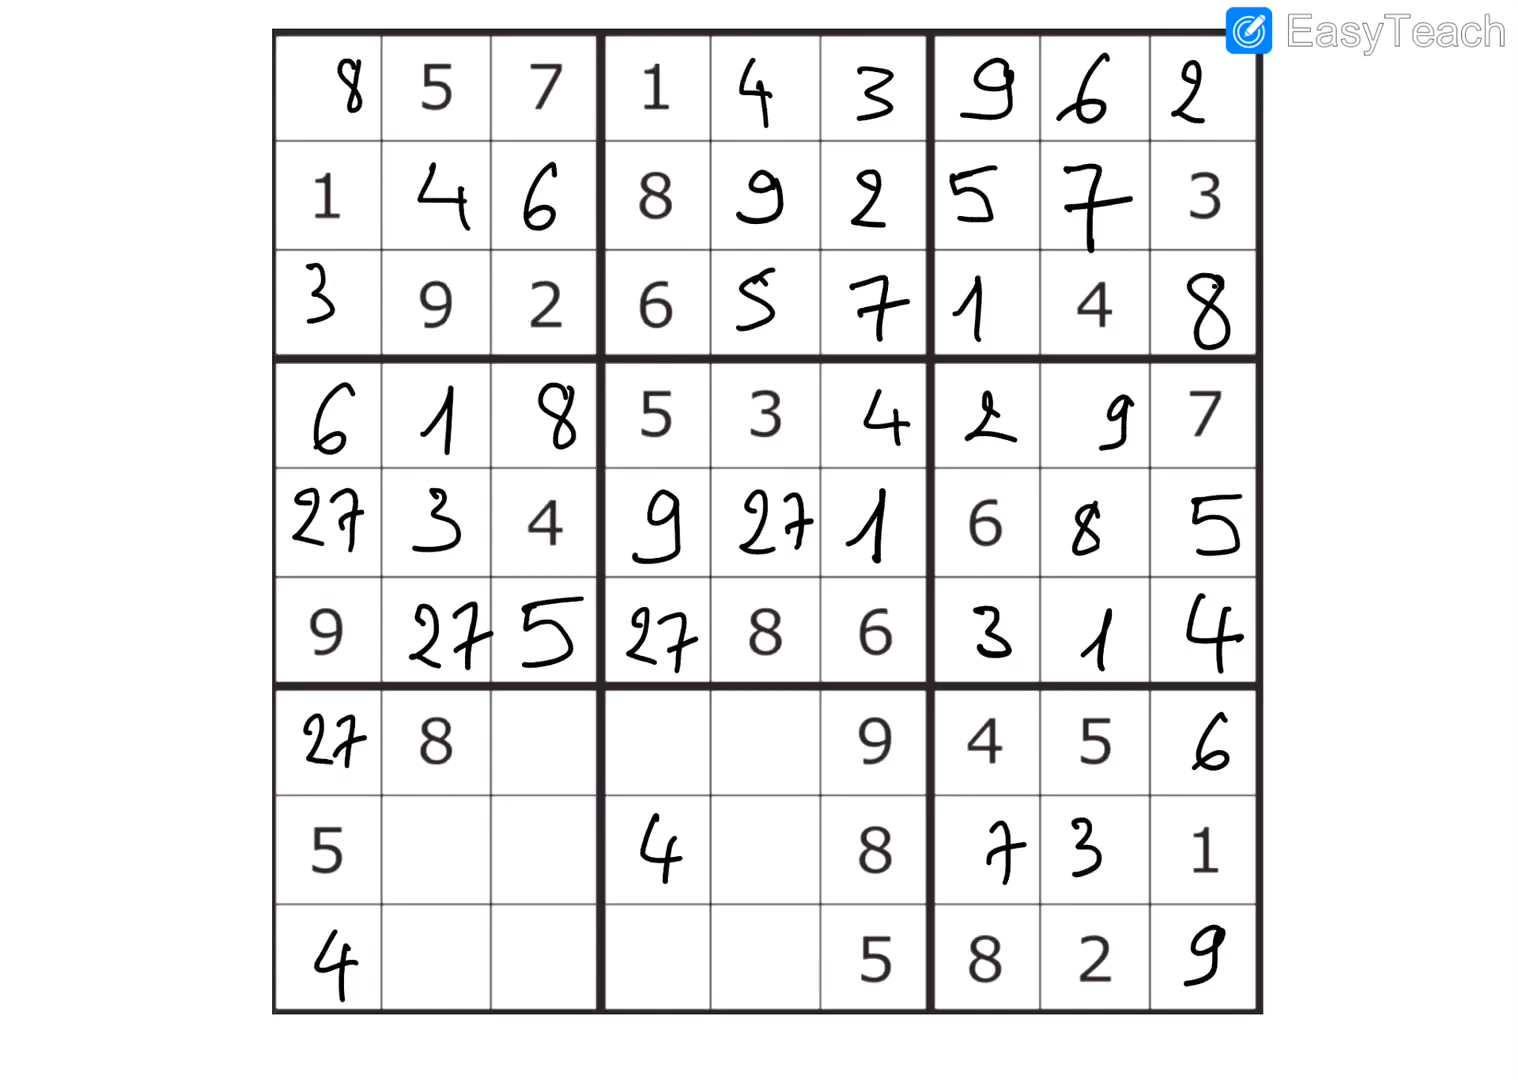 EasyTeach
8 5 7 1 4 3 9 6 2
1 4 6 8 9 2 5 7 3
3 9 2 6 5 7 1 4 8
6 1 8 5 3 4 2 9 7
27 3 4 9 27 1 6 8 5
9 27 5 27 8 6 3 1 4
27 8 9 4 5 6
5 4 8 7 3 1
4 5 8 2 9